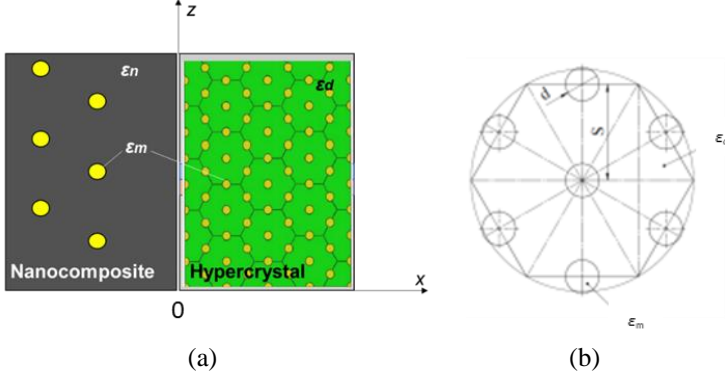 z
εn
εd
εm
Nanocomposite
Hypercrystal
x
0
(a)
d
S
εm
(b)